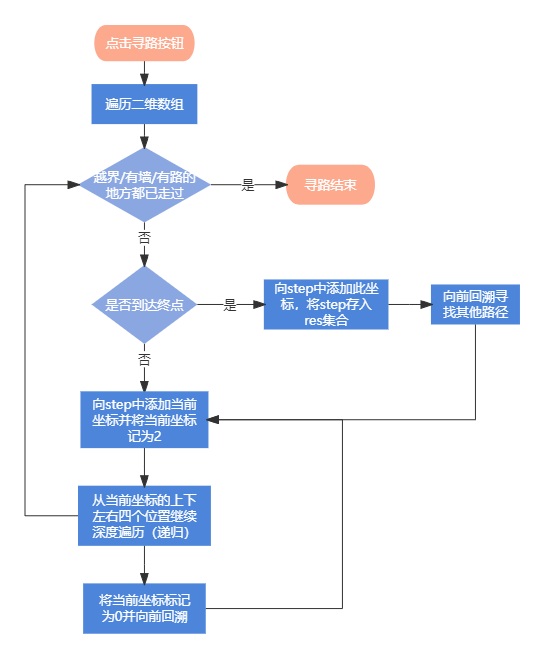 点击寻路按钮
遍历二维数组
越界/有墙/有路的
地方都已走过
是
寻路结束
否
是否到达终点
是
向step中添加此坐
标，将step存入
res集合
向前回溯寻
找其他路径
否
向step中添加当前
坐标并将当前坐标
记为2
从当前坐标的上下
左右四个位置继续
深度遍历（递归）
将当前坐标标记
为0并向前回溯